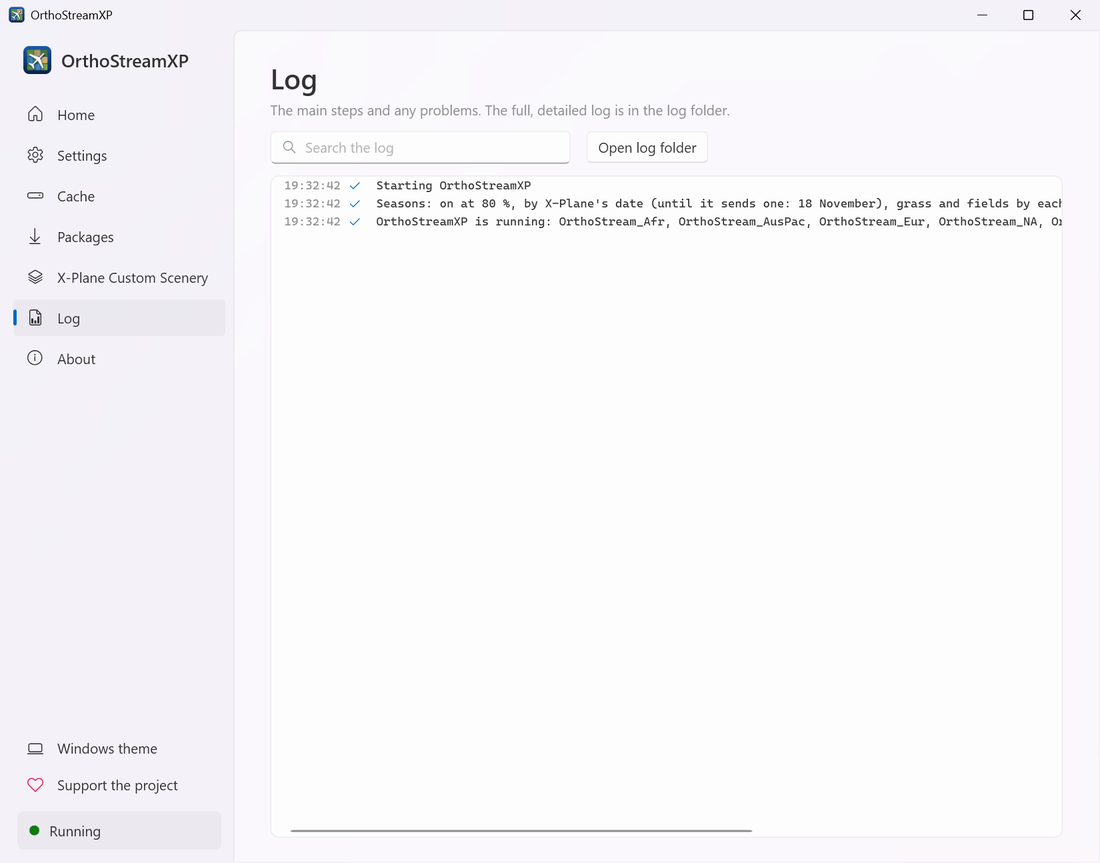 OrthoStreamXP
OrthoStreamXP
Home
Settings
Cache
Packages
X-Plane Custom Scenery
Log
About
Windows theme
Support the project
Running
Log
The main steps and any problems. The full, detailed log is in the log folder.
Search the log
Open log folder
19:32:42 ✓ Starting OrthoStreamXP
19:32:42 ✓ Seasons: on at 80 %, by X-Plane's date (until it sends one: 18 November), grass and fields by each
19:32:42 ✓ OrthoStreamXP is running: OrthoStream_Afr, OrthoStream_AusPac, OrthoStream_Eur, OrthoStream_NA, Or